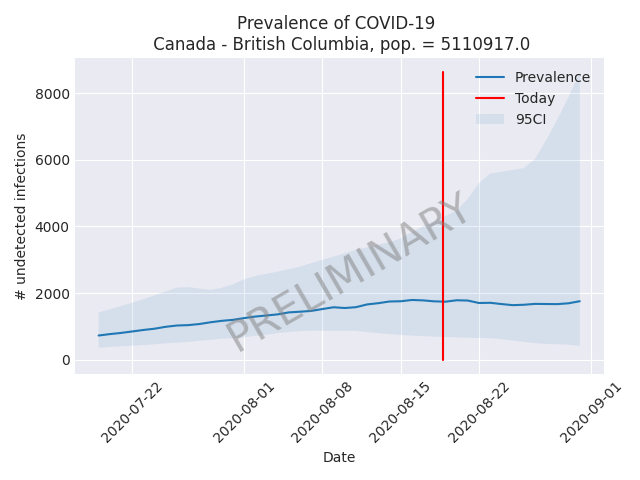 Prevalence of COVID-19
Canada - British Columbia, pop. = 5110917.0
Prevalence
Today
95CI
8000
6000
4000
2000
0
# undetected infections
PRELIMINARY
2020-07-22
2020-08-01
2020-08-08
2020-08-15
2020-08-22
2020-09-01
Date